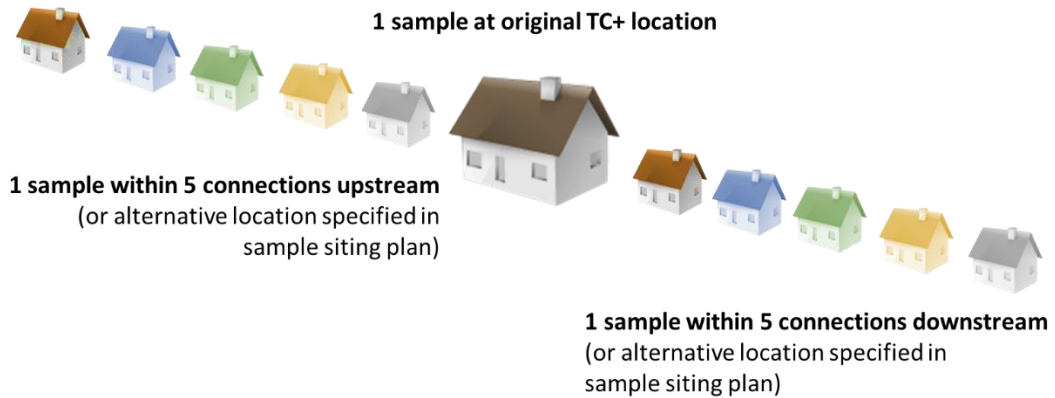 1 sample at original TC+ location
1 sample within 5 connections upstream
(or alternative location specified in
sample siting plan)
1 sample within 5 connections downstream
(or alternative location specified in
sample siting plan)